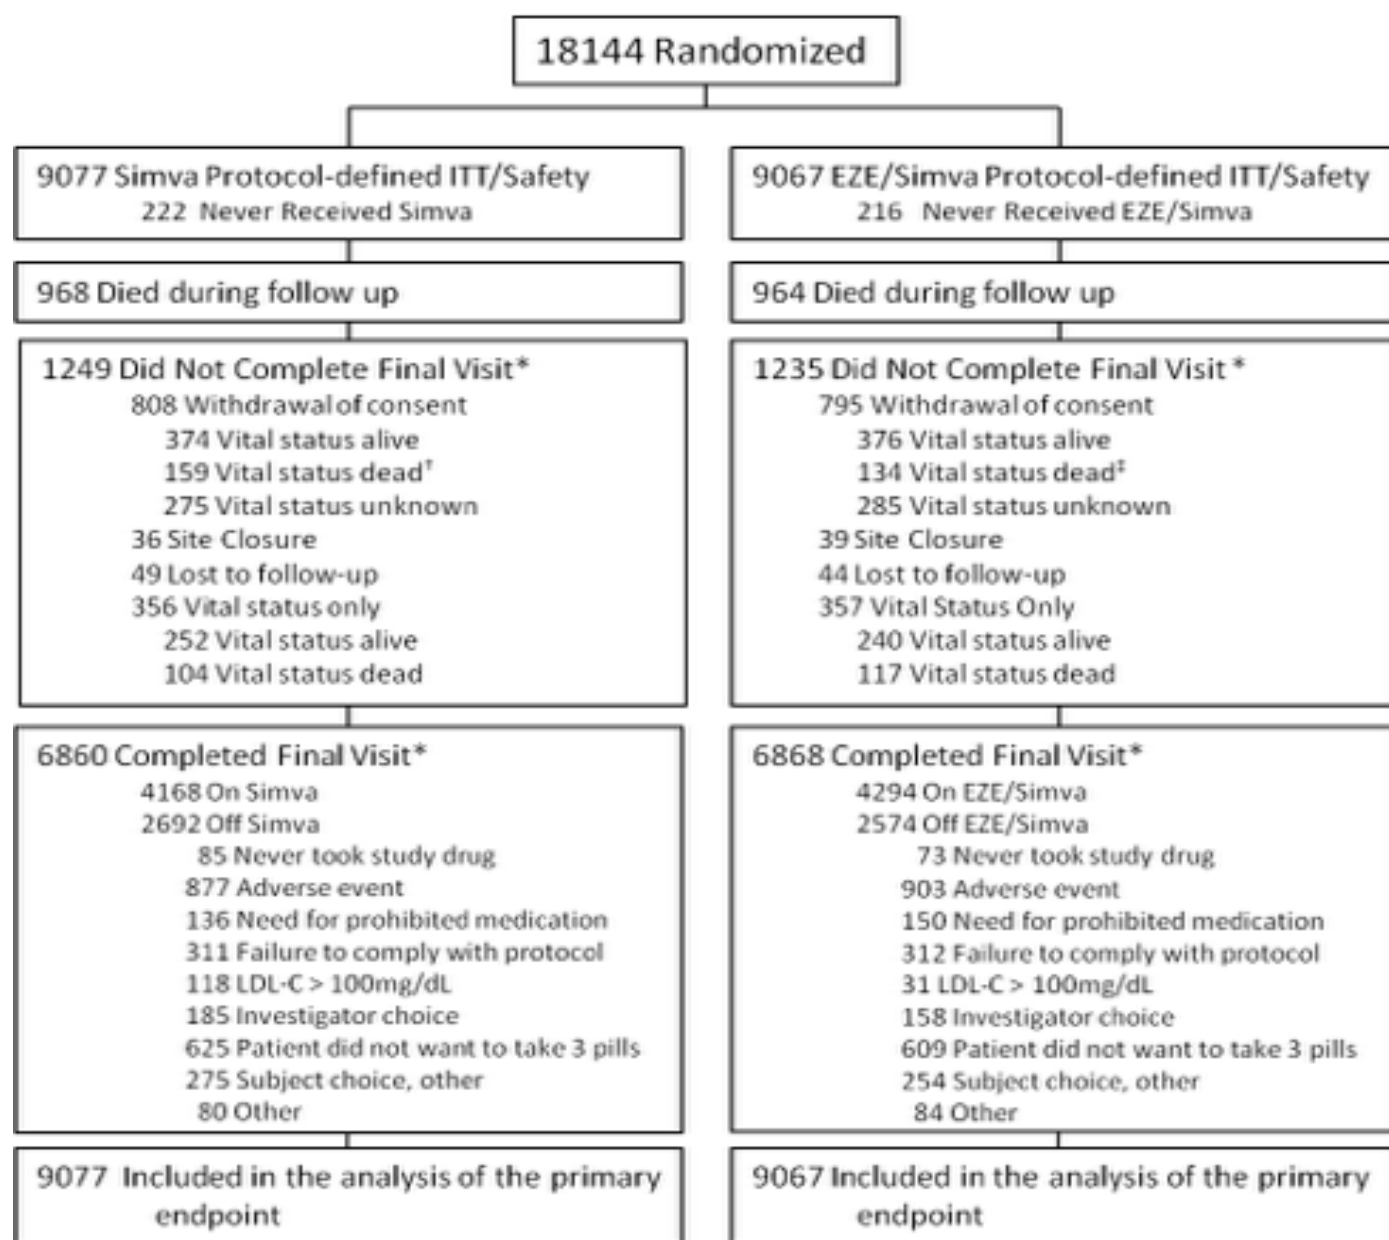 18144 Randomized
9077 Simva Protocol-defined ITT/Safety
222 Never Received Simva
968 Died during follow up
1249 Did Not Complete Final Visit*
808 Withdrawal of consent
374 Vital status alive
159 Vital status dead†
275 Vital status unknown
36 Site Closure
49 Lost to follow-up
356 Vital status only
252 Vital status alive
104 Vital status dead
6860 Completed Final Visit*
4168 On Simva
2692 Off Simva
85 Never took study drug
877 Adverse event
136 Need for prohibited medication
311 Failure to comply with protocol
118 LDL-C > 100mg/dL
185 Investigator choice
625 Patient did not want to take 3 pills
275 Subject choice, other
80 Other
9077 Included in the analysis of the primary
endpoint
9067 EZE/Simva Protocol-defined ITT/Safety
216 Never Received EZE/Simva
964 Died during follow up
1235 Did Not Complete Final Visit *
795 Withdrawal of consent
376 Vital status alive
134 Vital status dead‡
285 Vital status unknown
39 Site Closure
44 Lost to follow-up
357 Vital Status Only
240 Vital status alive
117 Vital status dead
6868 Completed Final Visit*
4294 On EZE/Simva
2574 Off EZE/Simva
73 Never took study drug
903 Adverse event
150 Need for prohibited medication
312 Failure to comply with protocol
31 LDL-C > 100mg/dL
158 Investigator choice
609 Patient did not want to take 3 pills
254 Subject choice, other
84 Other
9067 Included in the analysis of the primary
endpoint